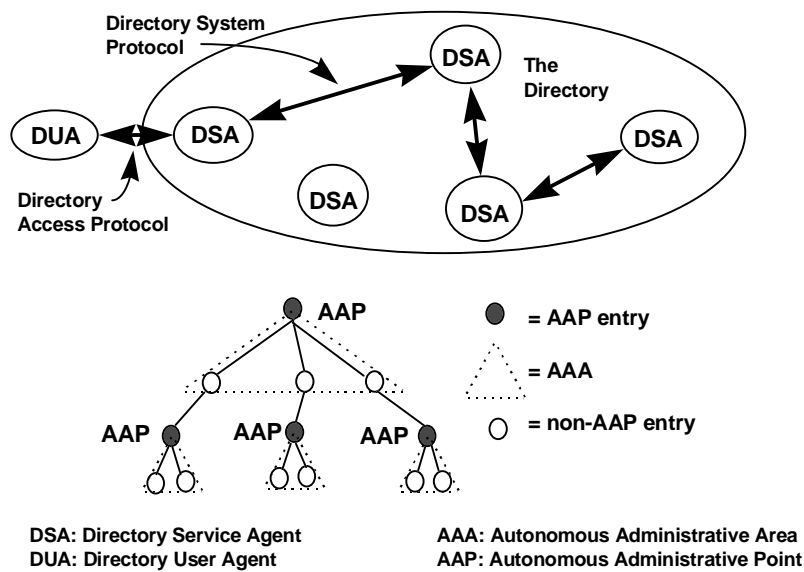 Directory System
Protocol
DSA
The
Directory
DUA
DSA
DSA
DSA
DSA
Directory
Access Protocol
AAP
= AAP entry
= AAA
AAP
AAP
AAP
= non-AAP entry
DSA: Directory Service Agent
DUA: Directory User Agent
AAA: Autonomous Administrative Area
AAP: Autonomous Administrative Point